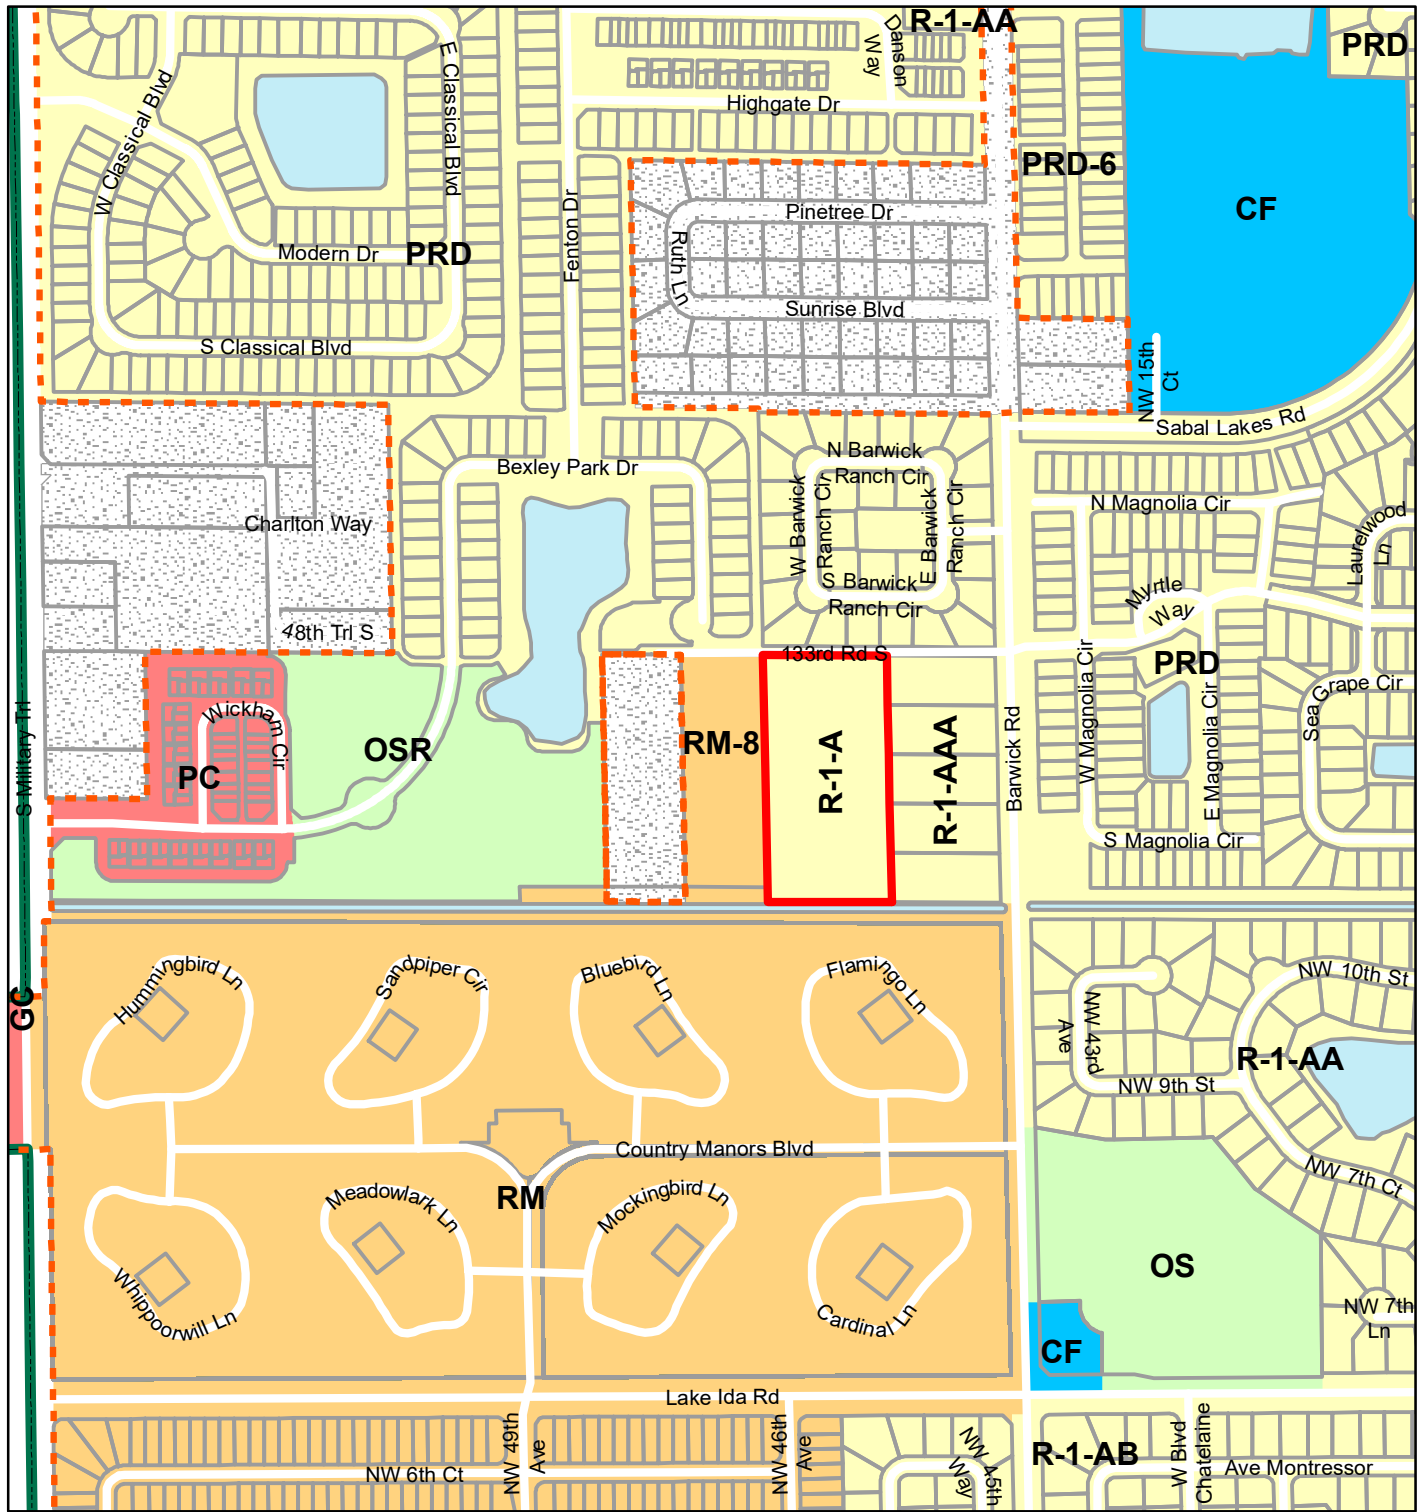 R-1-AA
PRD
Danson
Way
E Classical Blvd
W Classical Blvd
Highgate Dr
PRD-6
CF
Fenton Dr
Pinetree Dr
Ruth Ln
Modern Dr
PRD
Sunrise Blvd
S Classical Blvd
NW 15th
Ct
Sabal Lakes Rd
N Barwick
Ranch Cir
Bexley Park Dr
W Barwick
Ranch Cir
E Barwick
Ranch Cir
N Magnolia Cir
Laurelwood
Ln
Charlton Way
S Barwick
Ranch Cir
Myrtle
Way
48th Trl S
133rd Rd S
PRD
W Magnolia Cir
E Magnolia Cir
Sea Grape Cir
Wickham Cir
OSR
PC
RM-8
R-1-A
R-1-AAA
Barwick Rd
S Military Trl
S Magnolia Cir
Hummingbird Ln
Sandpiper Cir
Bluebird Ln
Flamingo Ln
NW 10th St
GC
NW 43rd
Ave
R-1-AA
NW 9th St
Country Manors Blvd
NW 7th Ct
Meadowlark Ln
RM
Mockingbird Ln
OS
Whippoorwill Ln
Cardinal Ln
NW 7th
Ln
CF
Lake Ida Rd
NW 49th
Ave
NW 46th
Ave
NW 45th
Way
R-1-AB
W Blvd
Chatelaine
NW 6th Ct
Ave Montressor